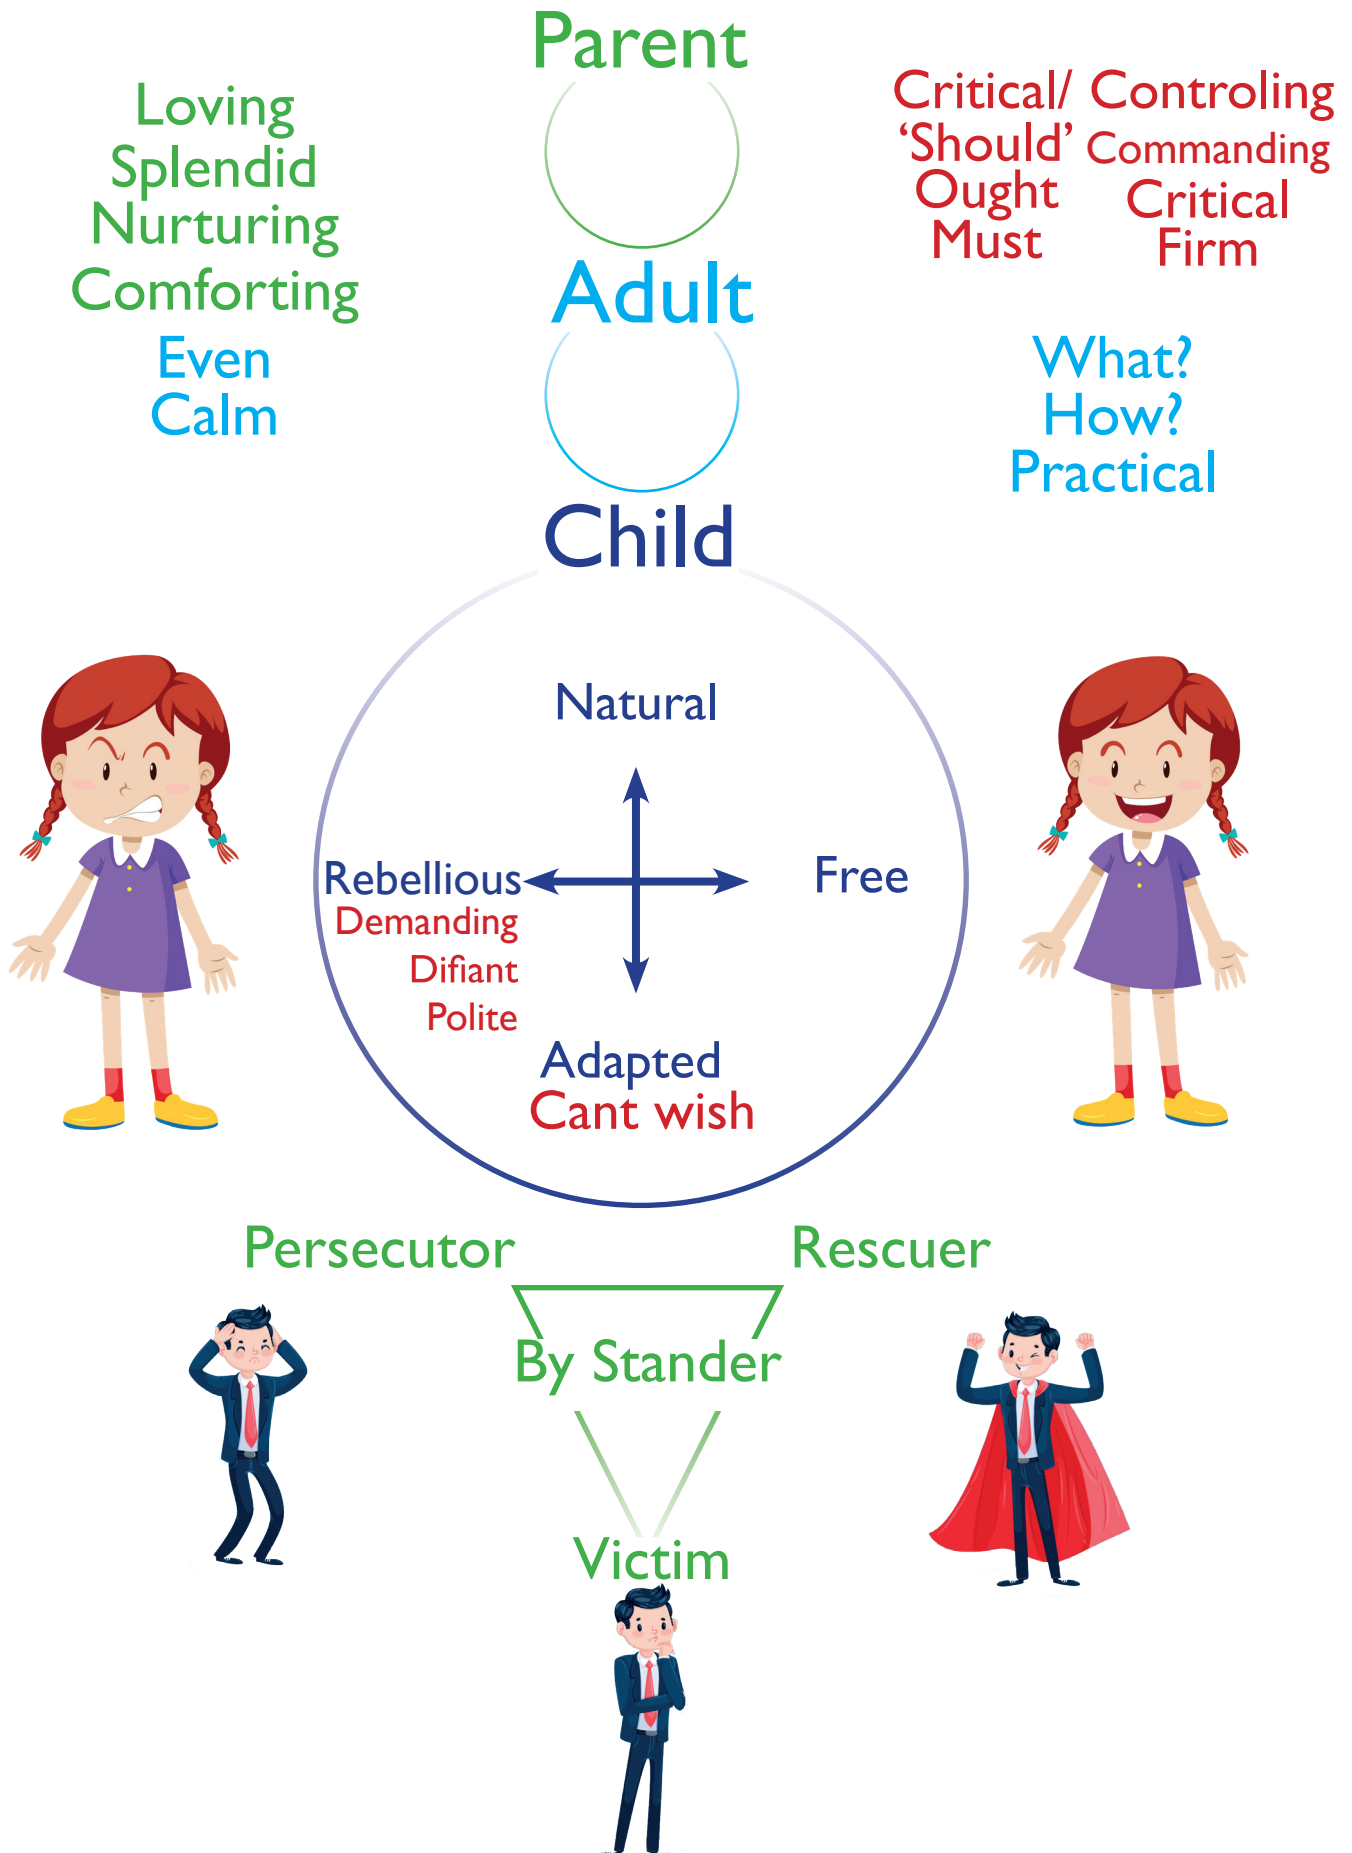 Parent
Loving
Splendid
Nurturing
Comforting
Critical/
‘Should’
Ought
Must
Controling
Commanding
Critical
Firm
Adult
Even
Calm
What?
How?
Practical
Child
Natural
Rebellious
Demanding
Difiant
Polite
Free
Adapted
Cant wish
Persecutor
Rescuer
By Stander
Victim